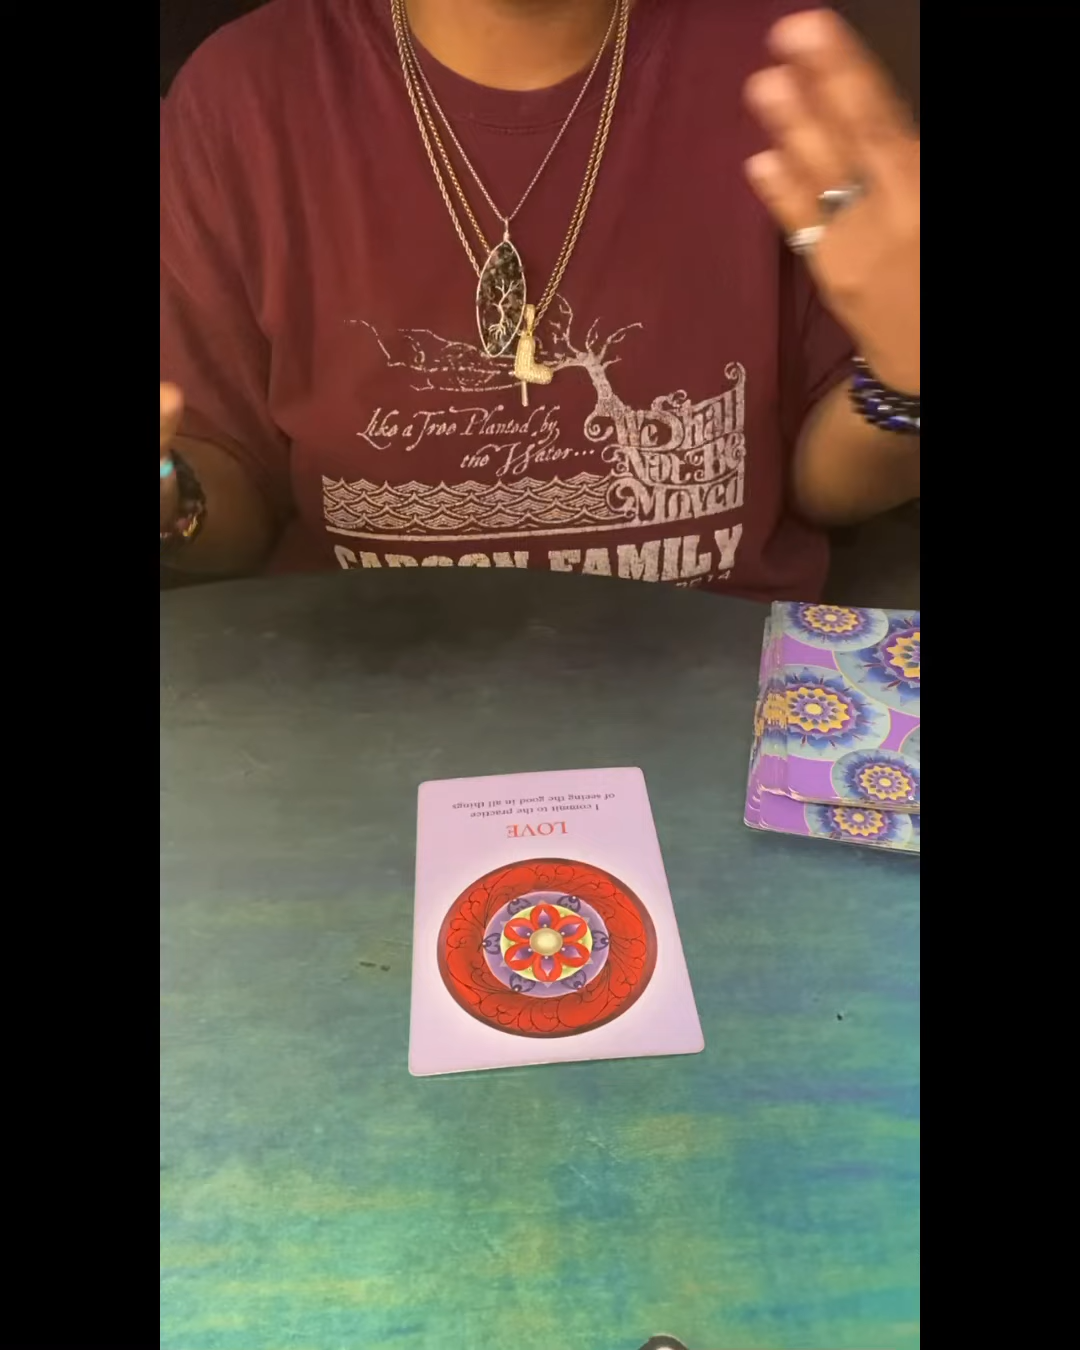 Like a Tree Planted by
the Water...
We Shall
Not Be
Moved
FAMILY
LOVE
I commit to the practice
of seeing the good in all things